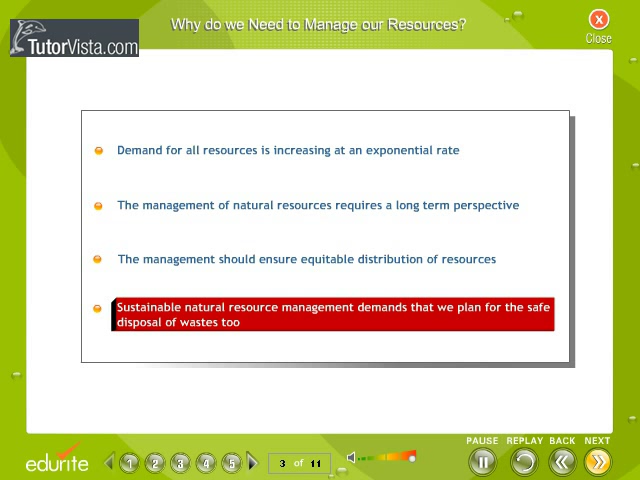 Why do we Need to Manage our Resources?
x
Close
TutorVista.com
Demand for all resources is increasing at an exponential rate
The management of natural resources requires a long term perspective
The management should ensure equitable distribution of resources
Sustainable natural resource management demands that we plan for the safe
disposal of wastes too
PAUSE REPLAY BACK NEXT
edurite
1 2 3 4 5
3 of 11